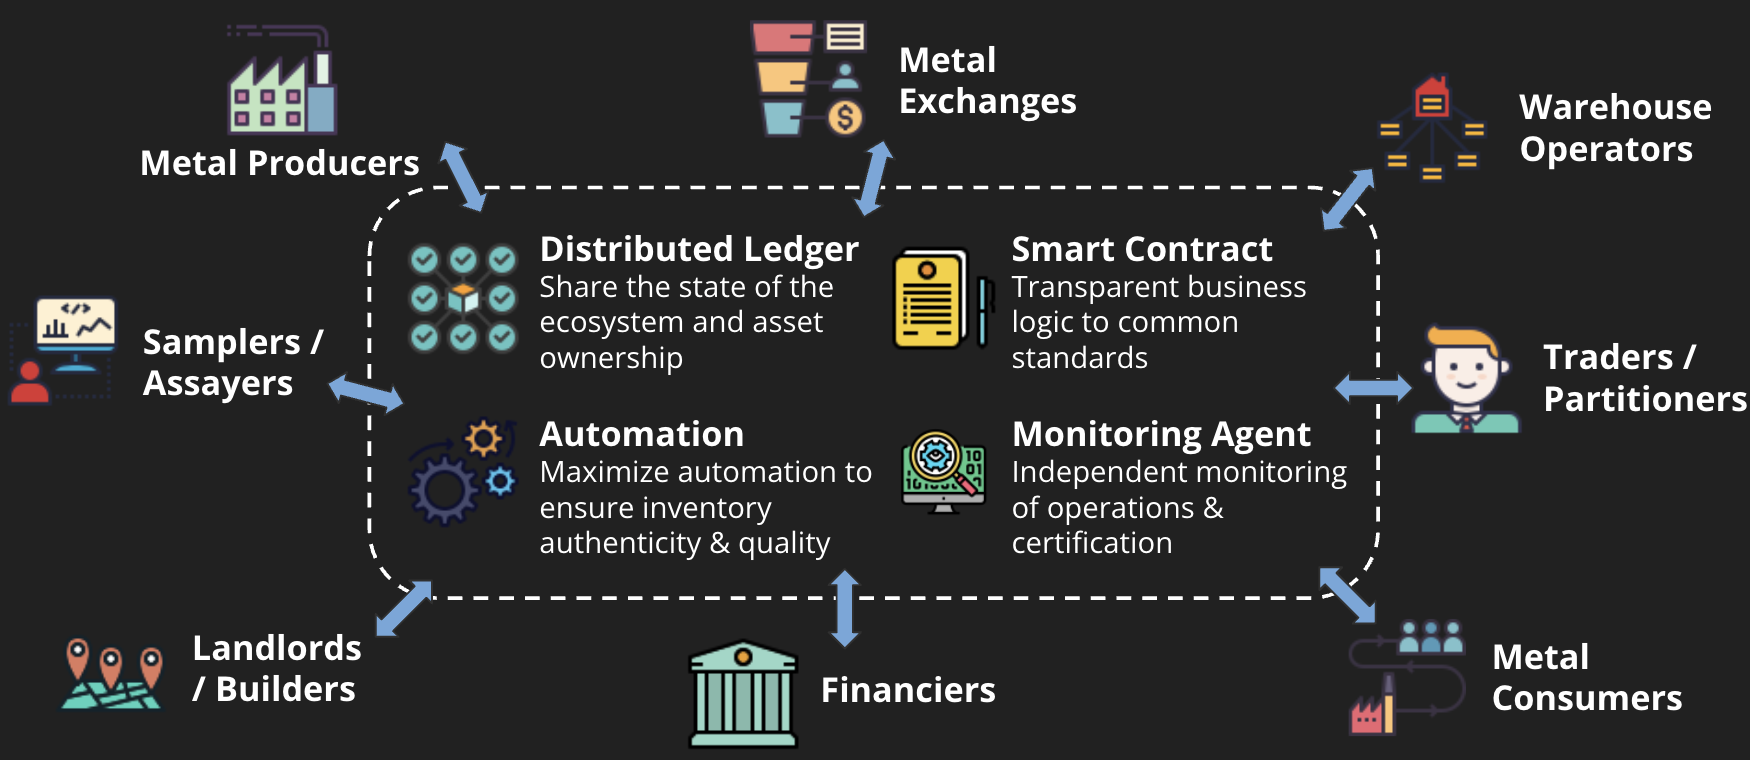 Metal
Exchanges
Metal Producers
Warehouse
Operators
Distributed Ledger
Share the state of the
ecosystem and asset
ownership
Smart Contract
Transparent business
logic to common
standards
Samplers /
Assayers
Traders /
Partitioners
Automation
Maximize automation to
ensure inventory
authenticity & quality
Monitoring Agent
Independent monitoring
of operations &
certification
Landlords
/ Builders
Financiers
Metal
Consumers